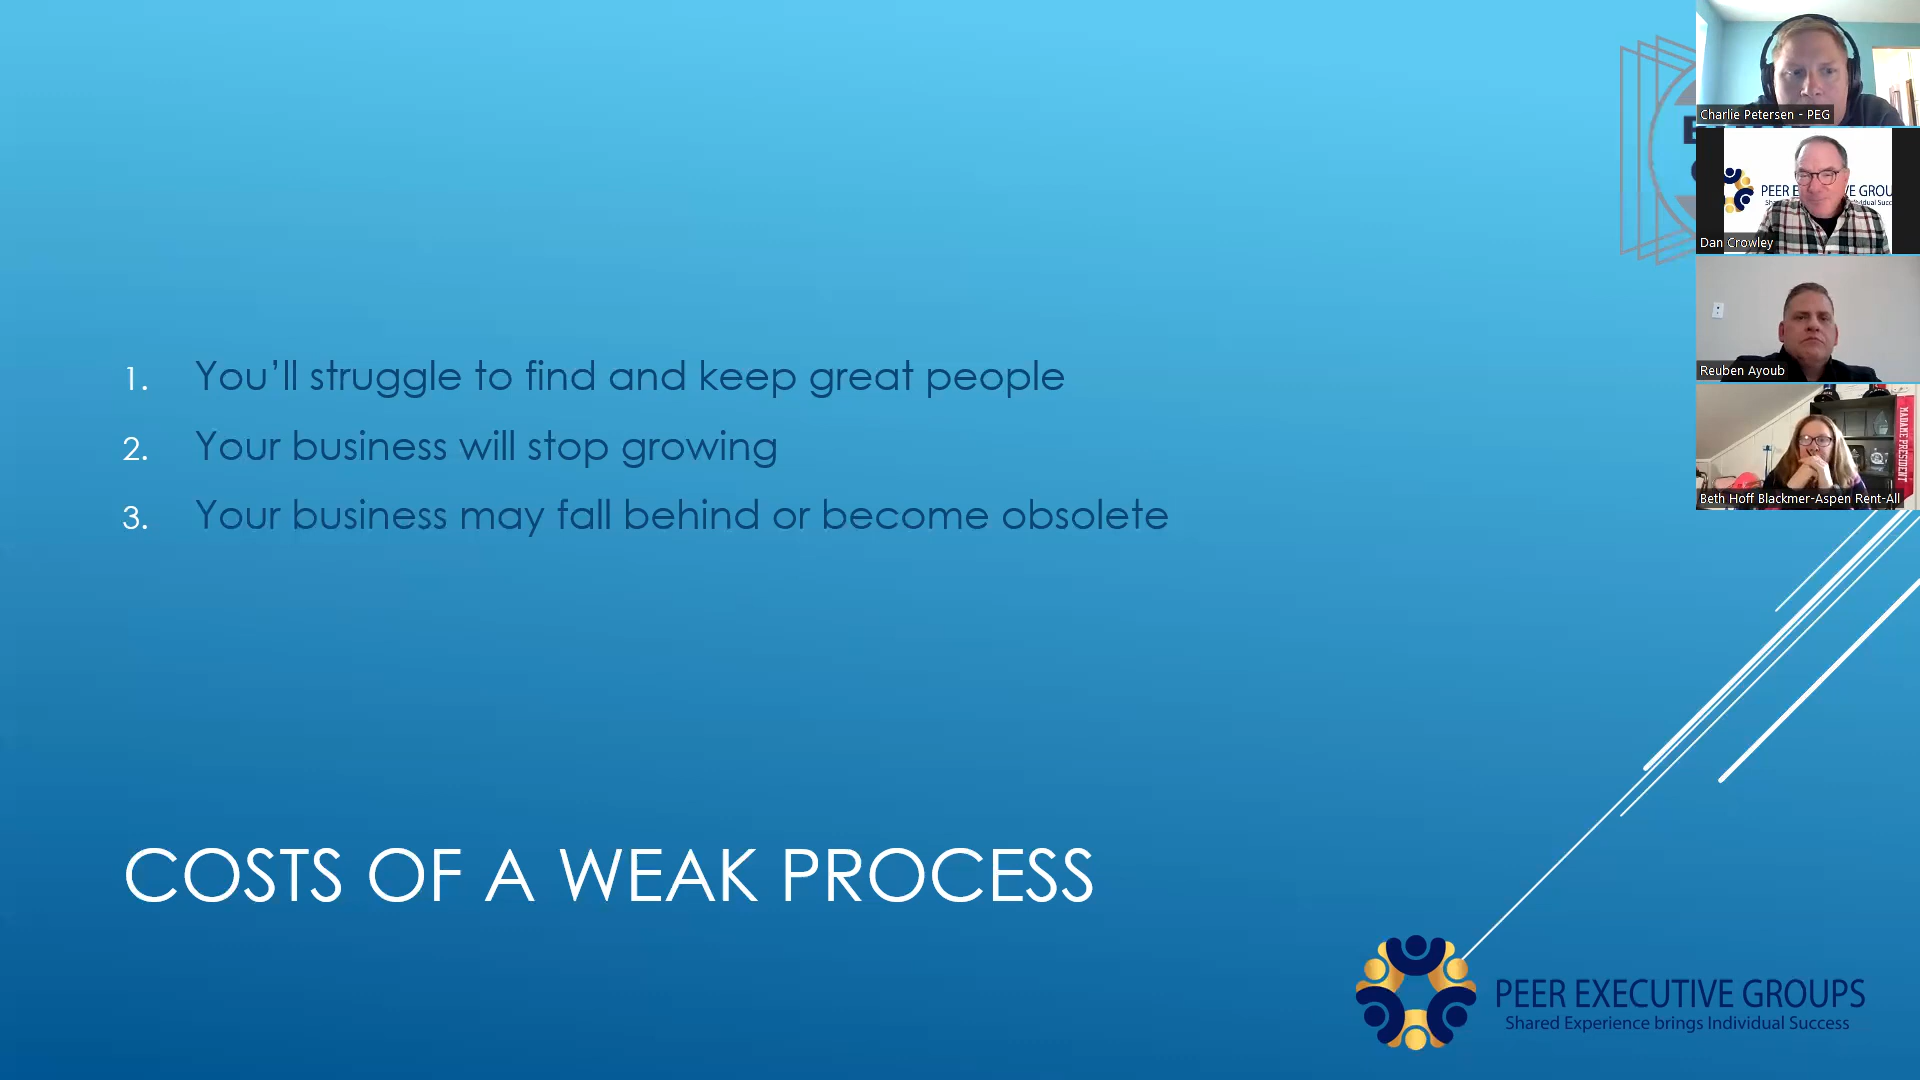 1. You’ll struggle to find and keep great people
2. Your business will stop growing
3. Your business may fall behind or become obsolete
COSTS OF A WEAK PROCESS
PEER EXECUTIVE GROUPS
Shared Experience brings Individual Success
Charlie Petersen - PEG
Dan Crowley
Reuben Ayoub
MADAME PRESIDENT
Beth Hoff Blackmer-Aspen Rent-All